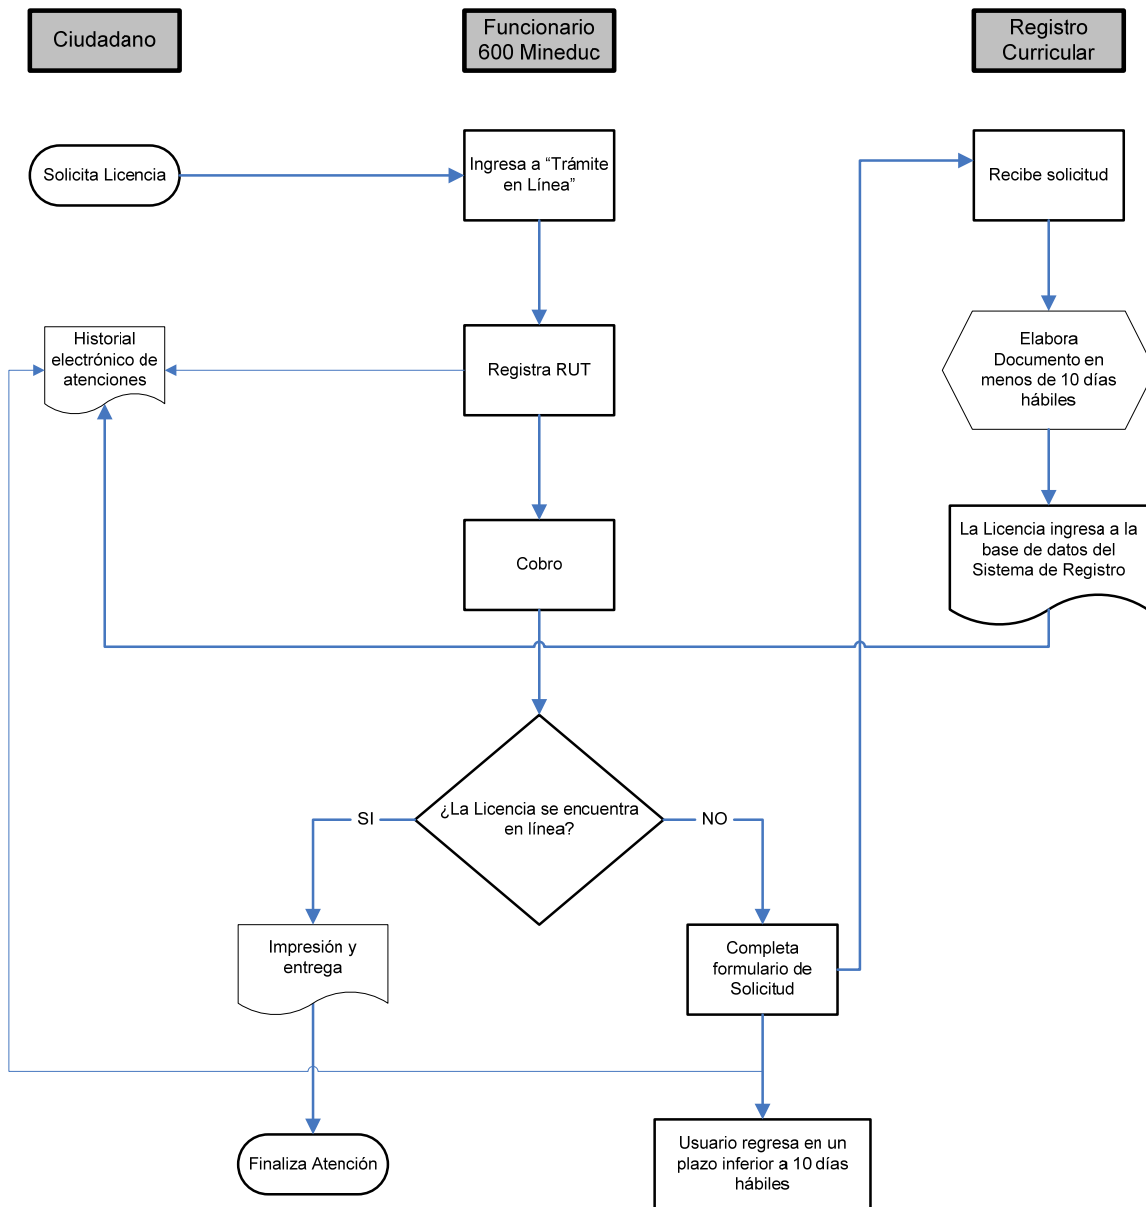 Ciudadano
Funcionario
600 Mineduc
Registro
Curricular
Solicita Licencia
Ingresa a “Trámite
en Línea”
Recibe solicitud
Historial
electrónico de
atenciones
Registra RUT
Elabora
Documento en
menos de 10 días
hábiles
Cobro
La Licencia ingresa a la
base de datos del
Sistema de Registro
¿La Licencia se encuentra
en línea?
SI
NO
Impresión y
entrega
Completa
formulario de
Solicitud
Finaliza Atención
Usuario regresa en un
plazo inferior a 10 días
hábiles